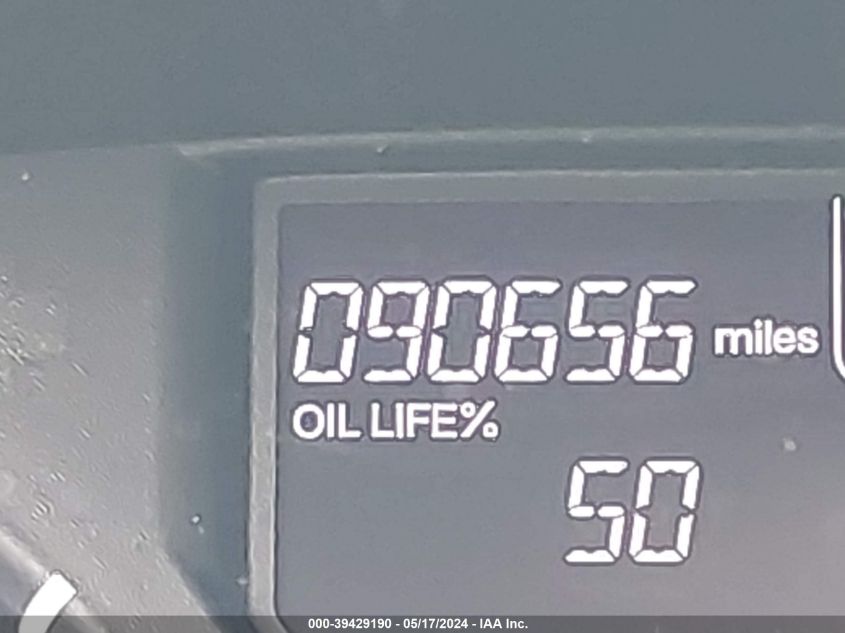 090656 miles
OIL LIFE%
50
000-39429190 - 05/17/2024 - IAA Inc.